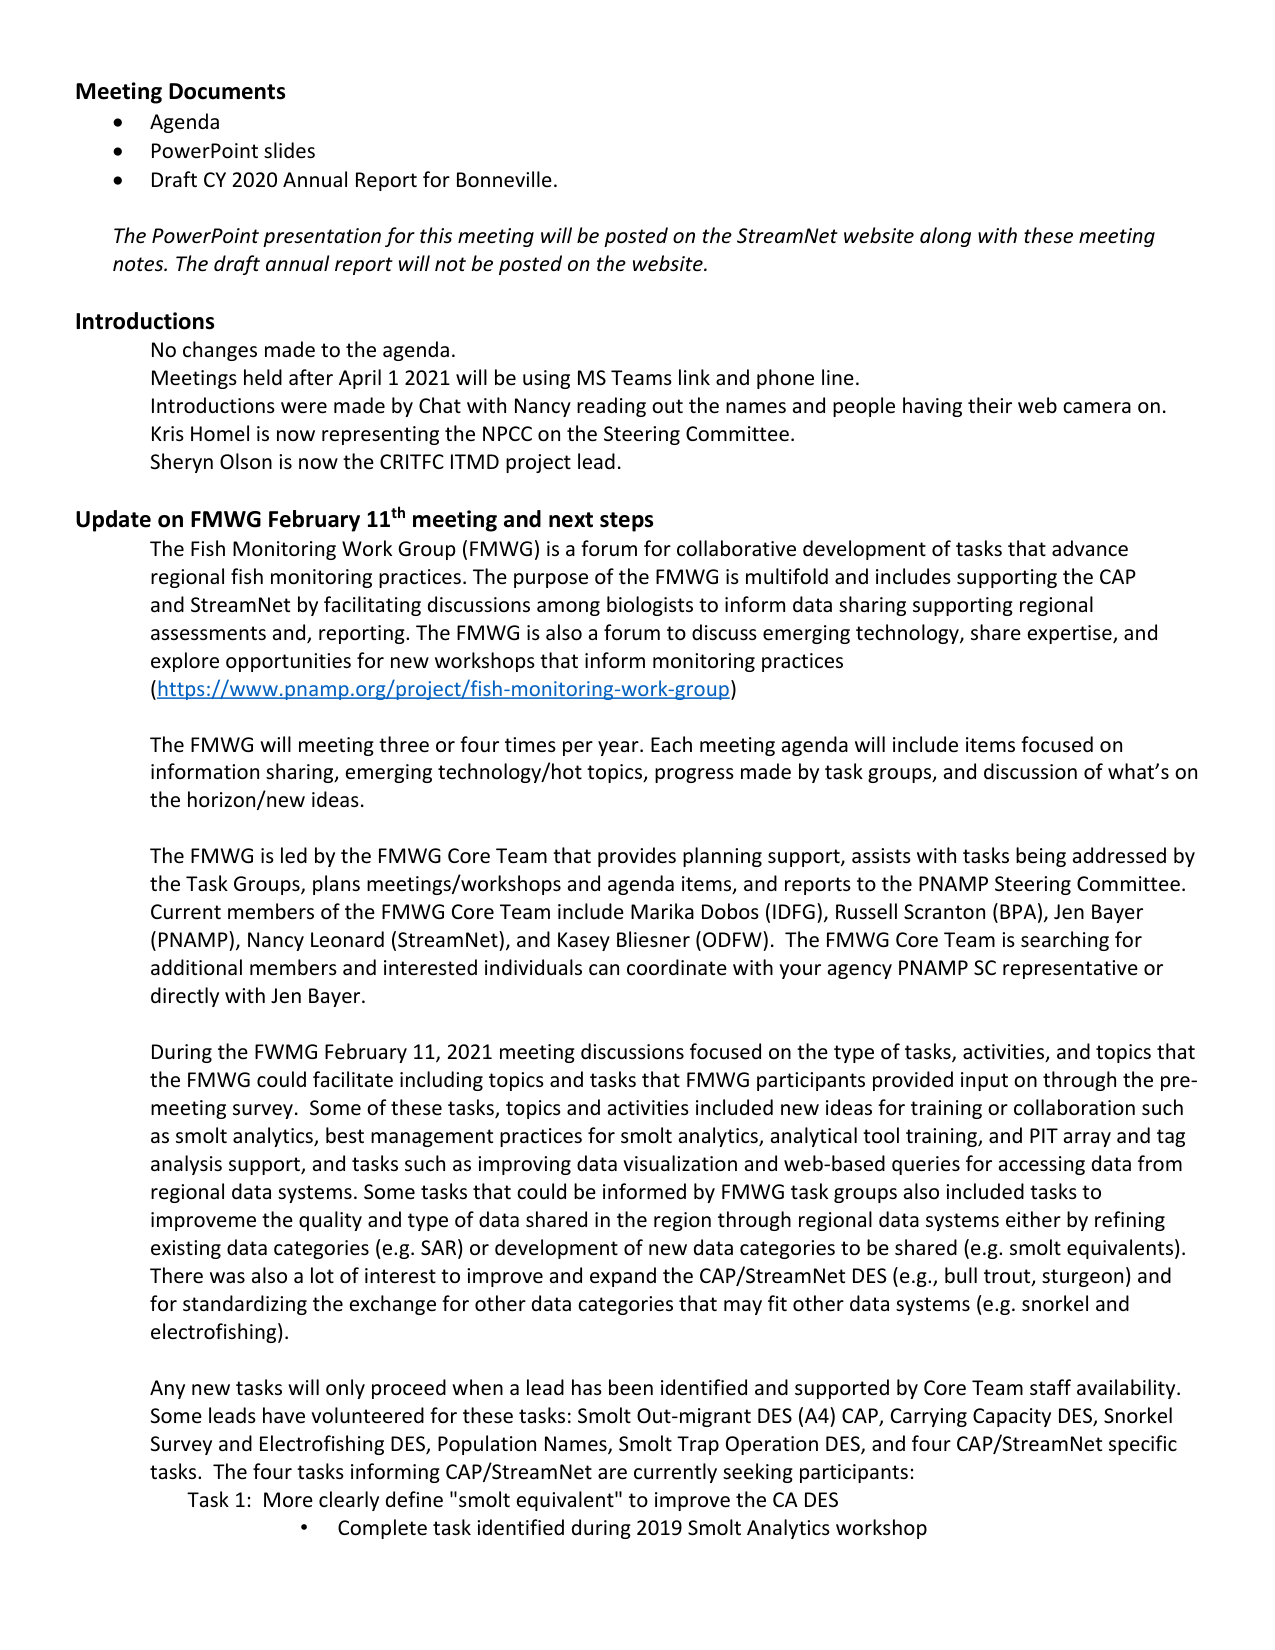 Meeting Documents
• Agenda
• PowerPoint slides
• Draft CY 2020 Annual Report for Bonneville.
The PowerPoint presentation for this meeting will be posted on the StreamNet website along with these meeting
notes. The draft annual report will not be posted on the website.
Introductions
No changes made to the agenda.
Meetings held after April 1 2021 will be using MS Teams link and phone line.
Introductions were made by Chat with Nancy reading out the names and people having their web camera on.
Kris Homel is now representing the NPCC on the Steering Committee.
Sheryn Olson is now the CRITFC ITMD project lead.
Update on FMWG February 11th meeting and next steps
The Fish Monitoring Work Group (FMWG) is a forum for collaborative development of tasks that advance
regional fish monitoring practices. The purpose of the FMWG is multifold and includes supporting the CAP
and StreamNet by facilitating discussions among biologists to inform data sharing supporting regional
assessments and, reporting. The FMWG is also a forum to discuss emerging technology, share expertise, and
explore opportunities for new workshops that inform monitoring practices
(https://www.pnamp.org/project/fish-monitoring-work-group)
The FMWG will meeting three or four times per year. Each meeting agenda will include items focused on
information sharing, emerging technology/hot topics, progress made by task groups, and discussion of what's on
the horizon/new ideas.
The FMWG is led by the FMWG Core Team that provides planning support, assists with tasks being addressed by
the Task Groups, plans meetings/workshops and agenda items, and reports to the PNAMP Steering Committee.
Current members of the FMWG Core Team include Marika Dobos (IDFG), Russell Scranton (BPA), Jen Bayer
(PNAMP), Nancy Leonard (StreamNet), and Kasey Bliesner (ODFW).  The FMWG Core Team is searching for
additional members and interested individuals can coordinate with your agency PNAMP SC representative or
directly with Jen Bayer.
During the FWMG February 11, 2021 meeting discussions focused on the type of tasks, activities, and topics that
the FMWG could facilitate including topics and tasks that FMWG participants provided input on through the pre-
meeting survey.  Some of these tasks, topics and activities included new ideas for training or collaboration such
as smolt analytics, best management practices for smolt analytics, analytical tool training, and PIT array and tag
analysis support, and tasks such as improving data visualization and web-based queries for accessing data from
regional data systems. Some tasks that could be informed by FMWG task groups also included tasks to
improveme the quality and type of data shared in the region through regional data systems either by refining
existing data categories (e.g. SAR) or development of new data categories to be shared (e.g. smolt equivalents).
There was also a lot of interest to improve and expand the CAP/StreamNet DES (e.g., bull trout, sturgeon) and
for standardizing the exchange for other data categories that may fit other data systems (e.g. snorkel and
electrofishing).
Any new tasks will only proceed when a lead has been identified and supported by Core Team staff availability.
Some leads have volunteered for these tasks: Smolt Out-migrant DES (A4) CAP, Carrying Capacity DES, Snorkel
Survey and Electrofishing DES, Population Names, Smolt Trap Operation DES, and four CAP/StreamNet specific
tasks.  The four tasks informing CAP/StreamNet are currently seeking participants:
Task 1:  More clearly define "smolt equivalent" to improve the CA DES
• Complete task identified during 2019 Smolt Analytics workshop